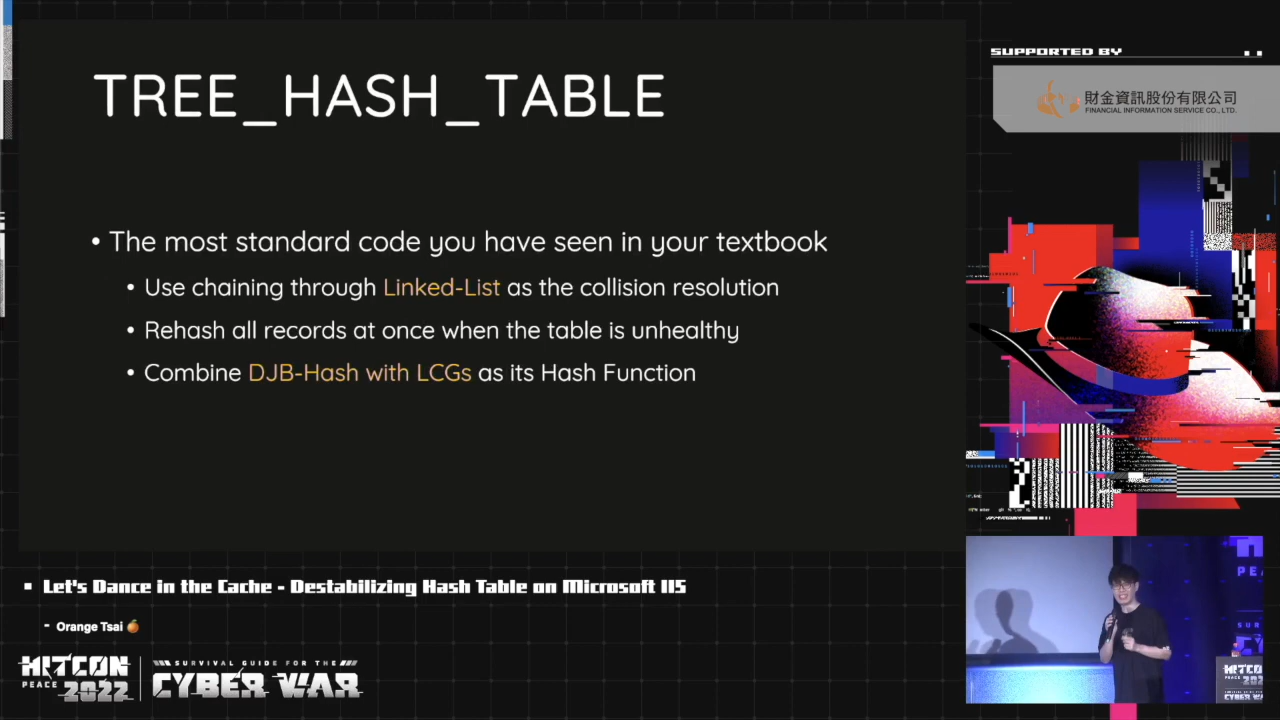 TREE_HASH_TABLE
• The most standard code you have seen in your textbook
• Use chaining through Linked-List as the collision resolution
• Rehash all records at once when the table is unhealthy
• Combine DJB-Hash with LCGs as its Hash Function
SUPPORTED BY
財金資訊股份有限公司
FINANCIAL INFORMATION SERVICE CO., LTD.
Let's Dance in the Cache - Destabilizing Hash Table on Microsoft IIS
- Orange Tsai 🍊
HITCON
PEACE 2022
SURVIVAL GUIDE FOR THE
CYBER WAR
HITCON